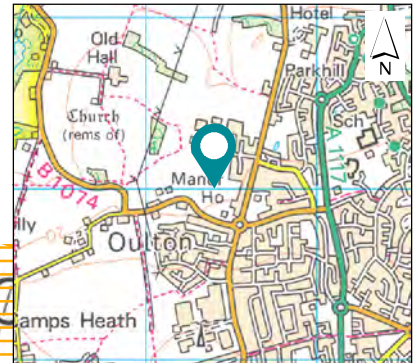 Hotel
Old
Hall
N
Parkhill
Church
(rems of)
Sch
A 1117
B1074
Man
Ho
lly
Oulton
Camps Heath